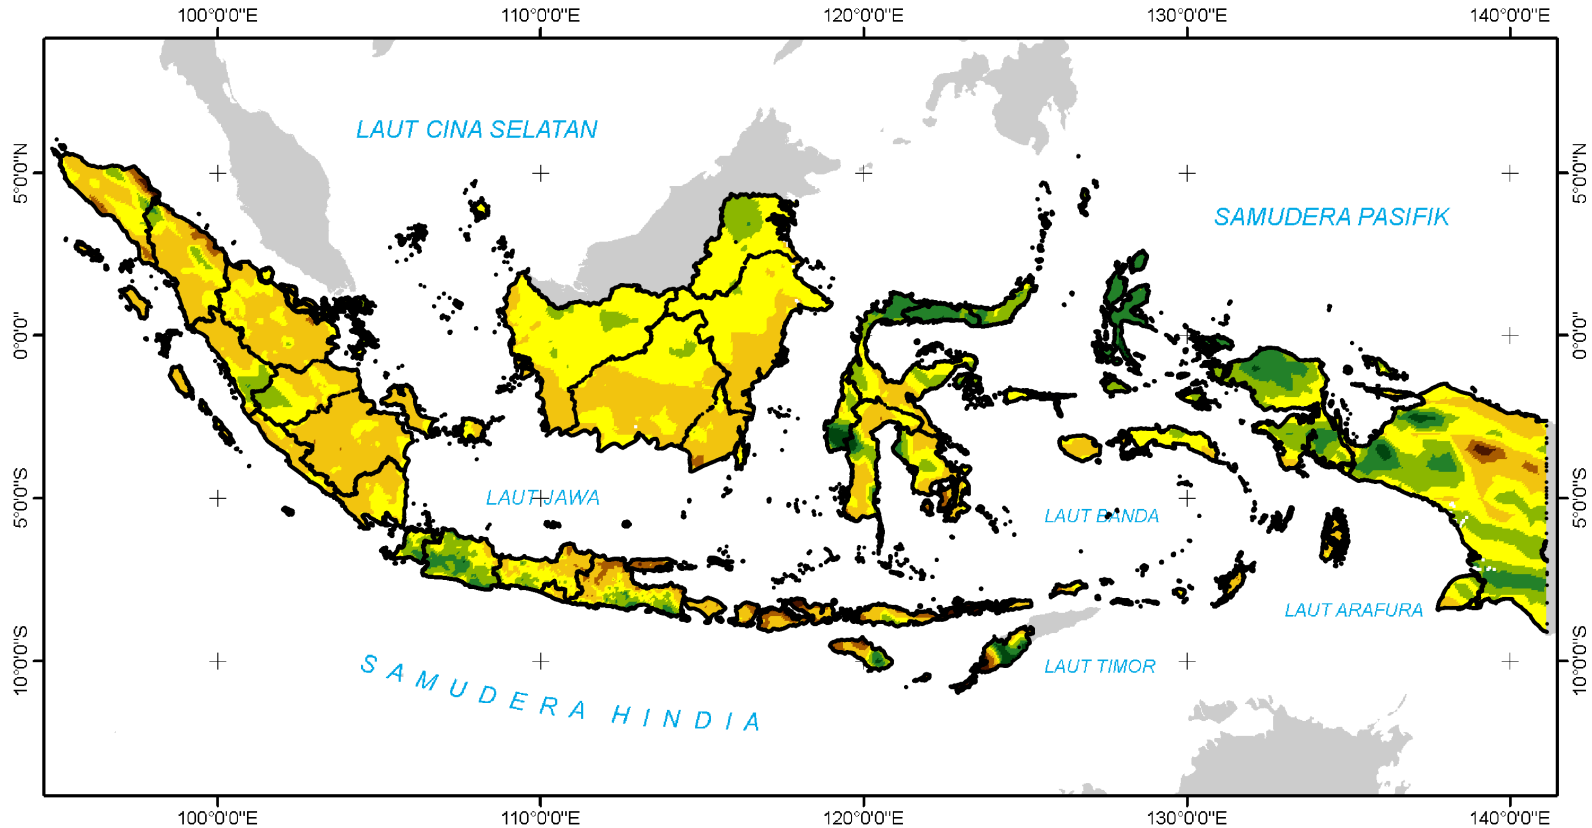 100°0'0"E 110°0'0"E 120°0'0"E 130°0'0"E 140°0'0"E
LAUT CINA SELATAN
5°0'0"N 5°0'0"N
SAMUDERA PASIFIK
0°0'0" 0°0'0"
5°0'0"S LAUT JAWA 5°0'0"S
LAUT BANDA
LAUT ARAFURA
10°0'0"S LAUT TIMOR 10°0'0"S
SAMUDERA HINDIA
100°0'0"E 110°0'0"E 120°0'0"E 130°0'0"E 140°0'0"E